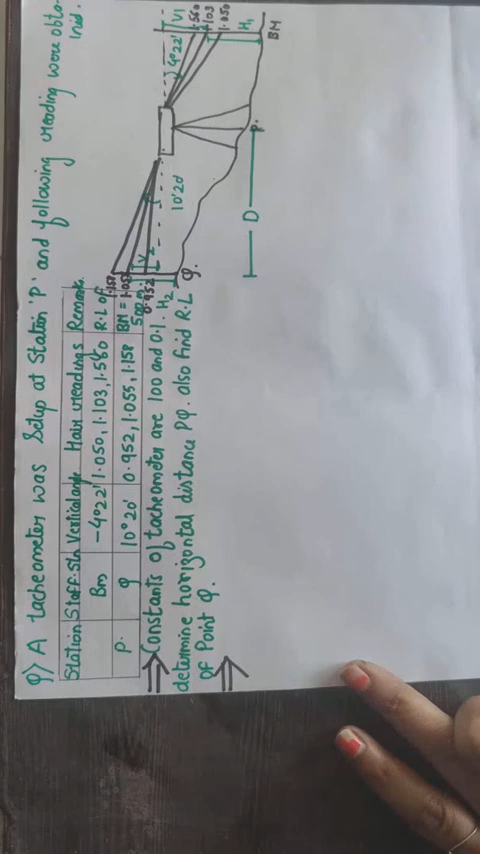 Q) A tacheometer was Setup at Station 'P' and following reading were obta-
ined.
Station Staff.stn Vertical angle Hair readings Remark.
P. Bm -4°22' 1.050, 1.103, 1.560 R.L of
Q 10°20' 0.952, 1.055, 1.158 BM =
500m.
⇒ Constants of tacheometer are 100 and 0.1.
determine horizontal distance PQ. also find R.L
of Point Q.
⇒
1.158
1.055
0.952
V2
H2
Q.
10°20
D
P.
4°22'
V1
1.560
1.103
1.050
H1
BM